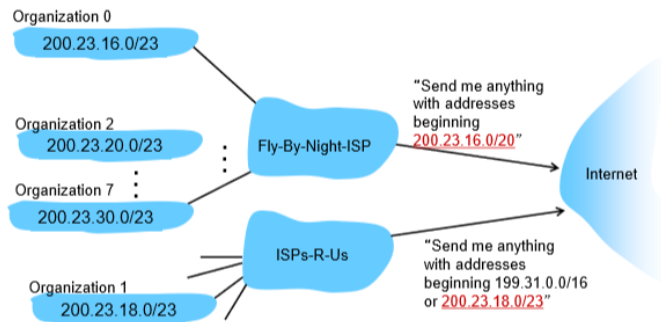 Organization 0
200.23.16.0/23
Organization 2
200.23.20.0/23
Organization 7
200.23.30.0/23
Fly-By-Night-ISP
"Send me anything
with addresses
beginning
200.23.16.0/20"
Internet
ISPs-R-Us
Organization 1
200.23.18.0/23
"Send me anything
with addresses
beginning 199.31.0.0/16
or 200.23.18.0/23"